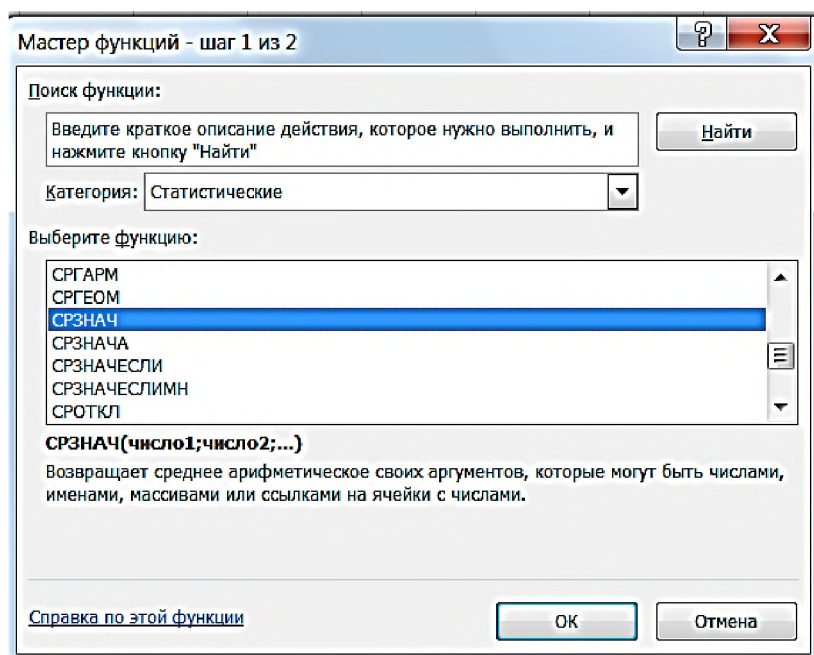 Мастер функций - шаг 1 из 2
Поиск функции:
Введите краткое описание действия, которое нужно выполнить, и
нажмите кнопку "Найти"
Найти
Категория: Статистические
Выберите функцию:
СРГАРМ
СРГЕОМ
СРЗНАЧ
СРЗНАЧА
СРЗНАЧЕСЛИ
СРЗНАЧЕСЛИМН
СРОТКЛ
СРЗНАЧ(число1;число2;...)
Возвращает среднее арифметическое своих аргументов, которые могут быть числами,
именами, массивами или ссылками на ячейки с числами.
Справка по этой функции
ОК
Отмена